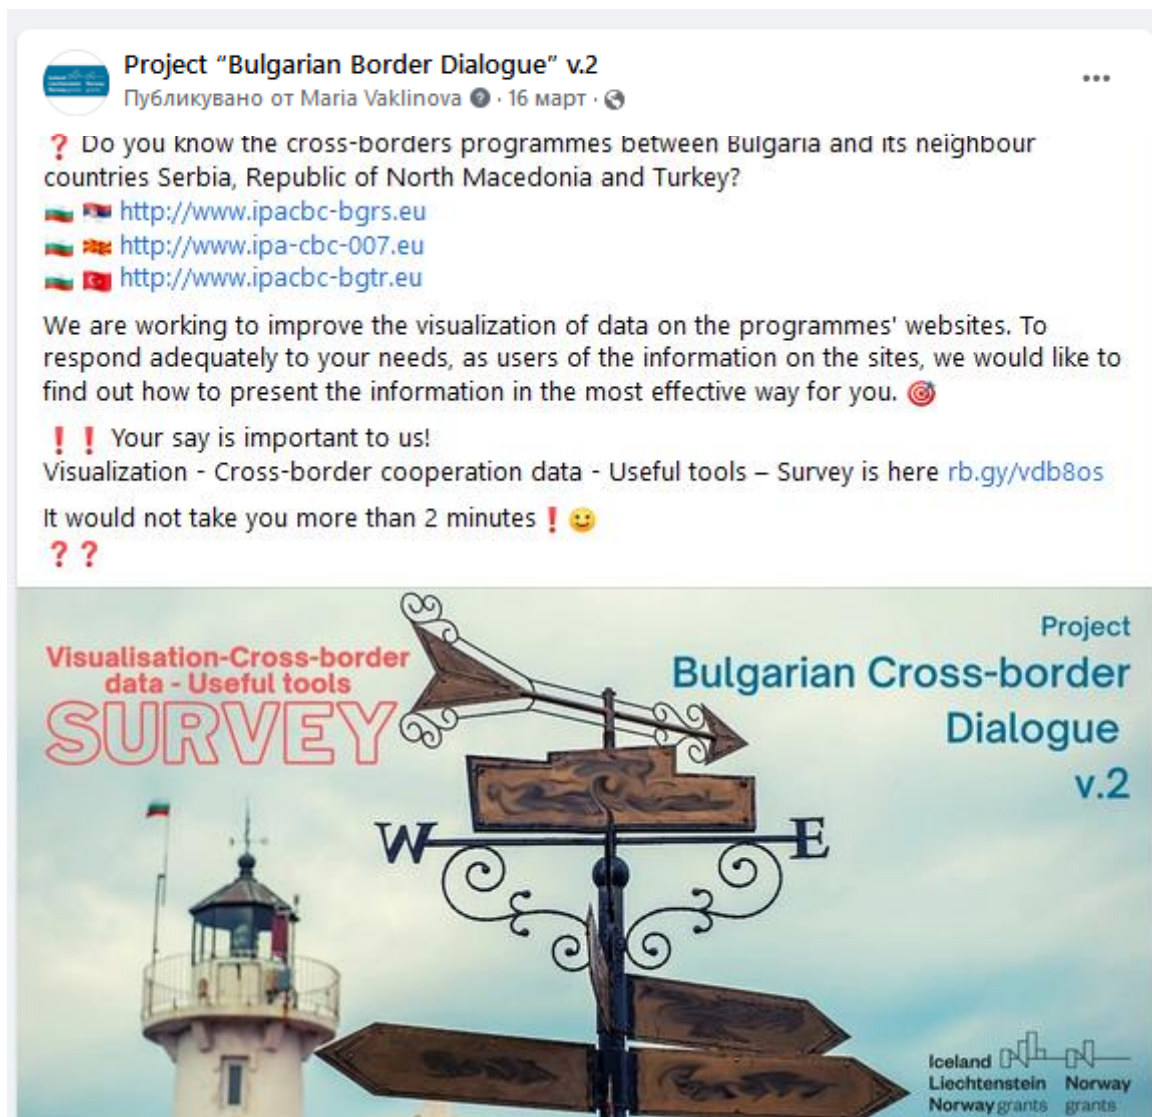 Project “Bulgarian Border Dialogue” v.2
Публикувано от Maria Vaklinova · 16 март ·
❓ Do you know the cross-borders programmes between Bulgaria and its neighbour
countries Serbia, Republic of North Macedonia and Turkey?
🇧🇬 🇷🇸 http://www.ipacbc-bgrs.eu
🇧🇬 🇲🇰 http://www.ipa-cbc-007.eu
🇧🇬 🇹🇷 http://www.ipacbc-bgtr.eu
We are working to improve the visualization of data on the programmes' websites. To
respond adequately to your needs, as users of the information on the sites, we would like to
find out how to present the information in the most effective way for you. 🎯
❗❗ Your say is important to us!
Visualization - Cross-border cooperation data - Useful tools – Survey is here rb.gy/vdb8os
It would not take you more than 2 minutes❗🙂
❓❓
Visualisation-Cross-border
data - Useful tools
SURVEY
Project
Bulgarian Cross-border
Dialogue
v.2
W E
Iceland
Liechtenstein Norway
Norway grants grants